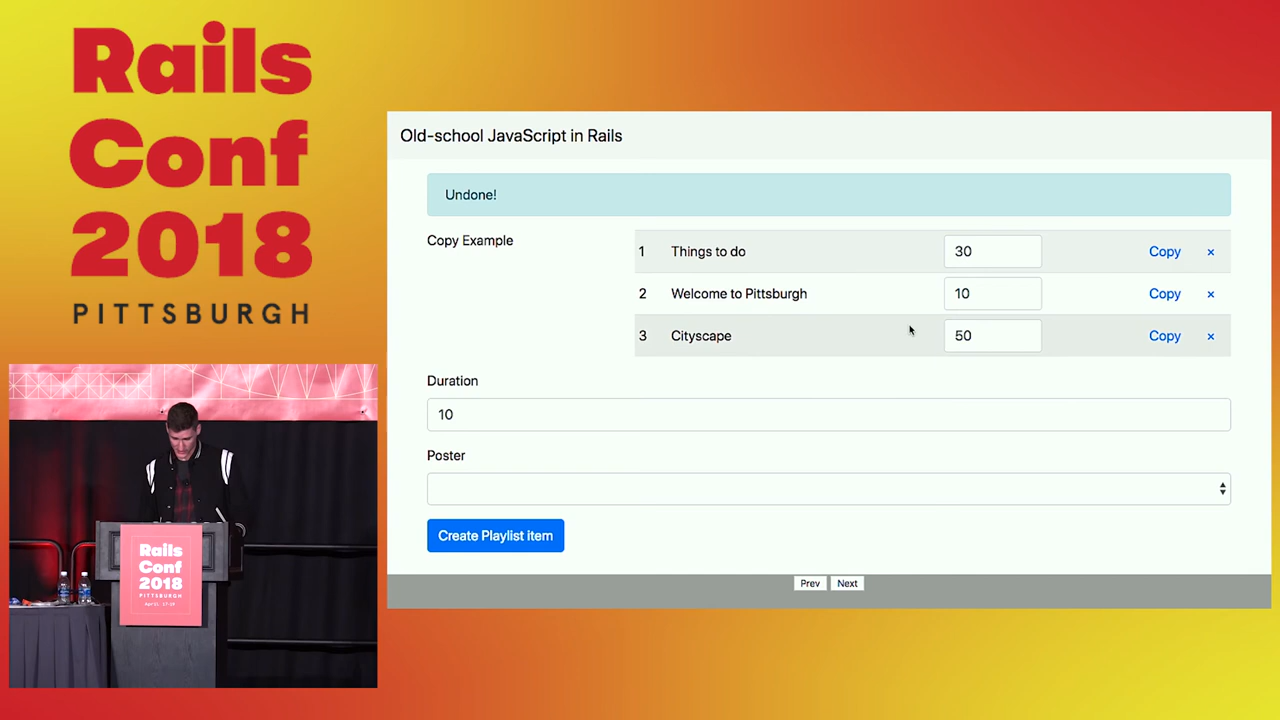 Rails
Conf
2018
PITTSBURGH
Old-school JavaScript in Rails
Undone!
Copy Example
1 Things to do 30 Copy ×
2 Welcome to Pittsburgh 10 Copy ×
3 Cityscape 50 Copy ×
Duration
10
Poster
Create Playlist item
Prev Next
Rails
Conf
2018
PITTSBURGH